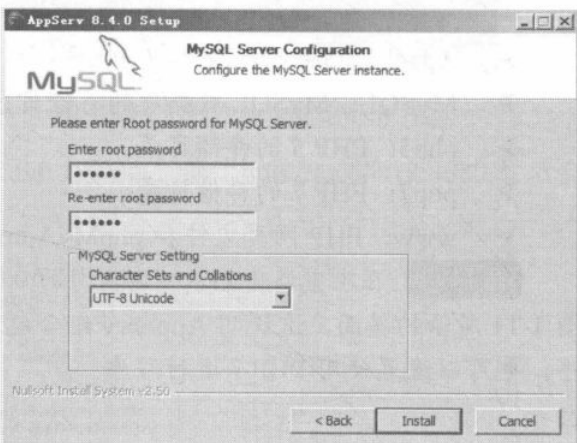 AppServ 8.4.0 Setup
MySQL Server Configuration
Configure the MySQL Server instance.
MySQL
Please enter Root password for MySQL Server.
Enter root password
••••••
Re-enter root password
••••••
MySQL Server Setting
Character Sets and Collations
UTF-8 Unicode
Nullsoft Install System v2.50
< Back
Install
Cancel